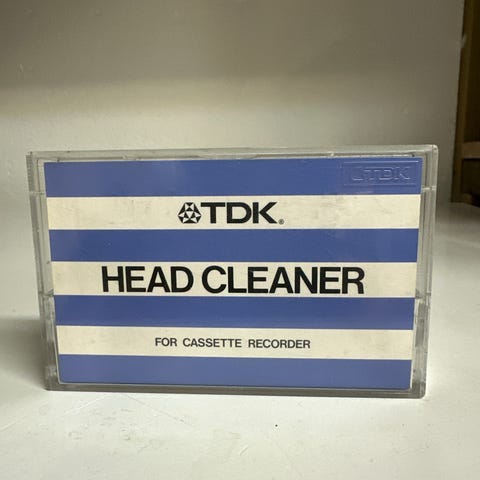 TDK
TDK®
HEAD CLEANER
FOR CASSETTE RECORDER